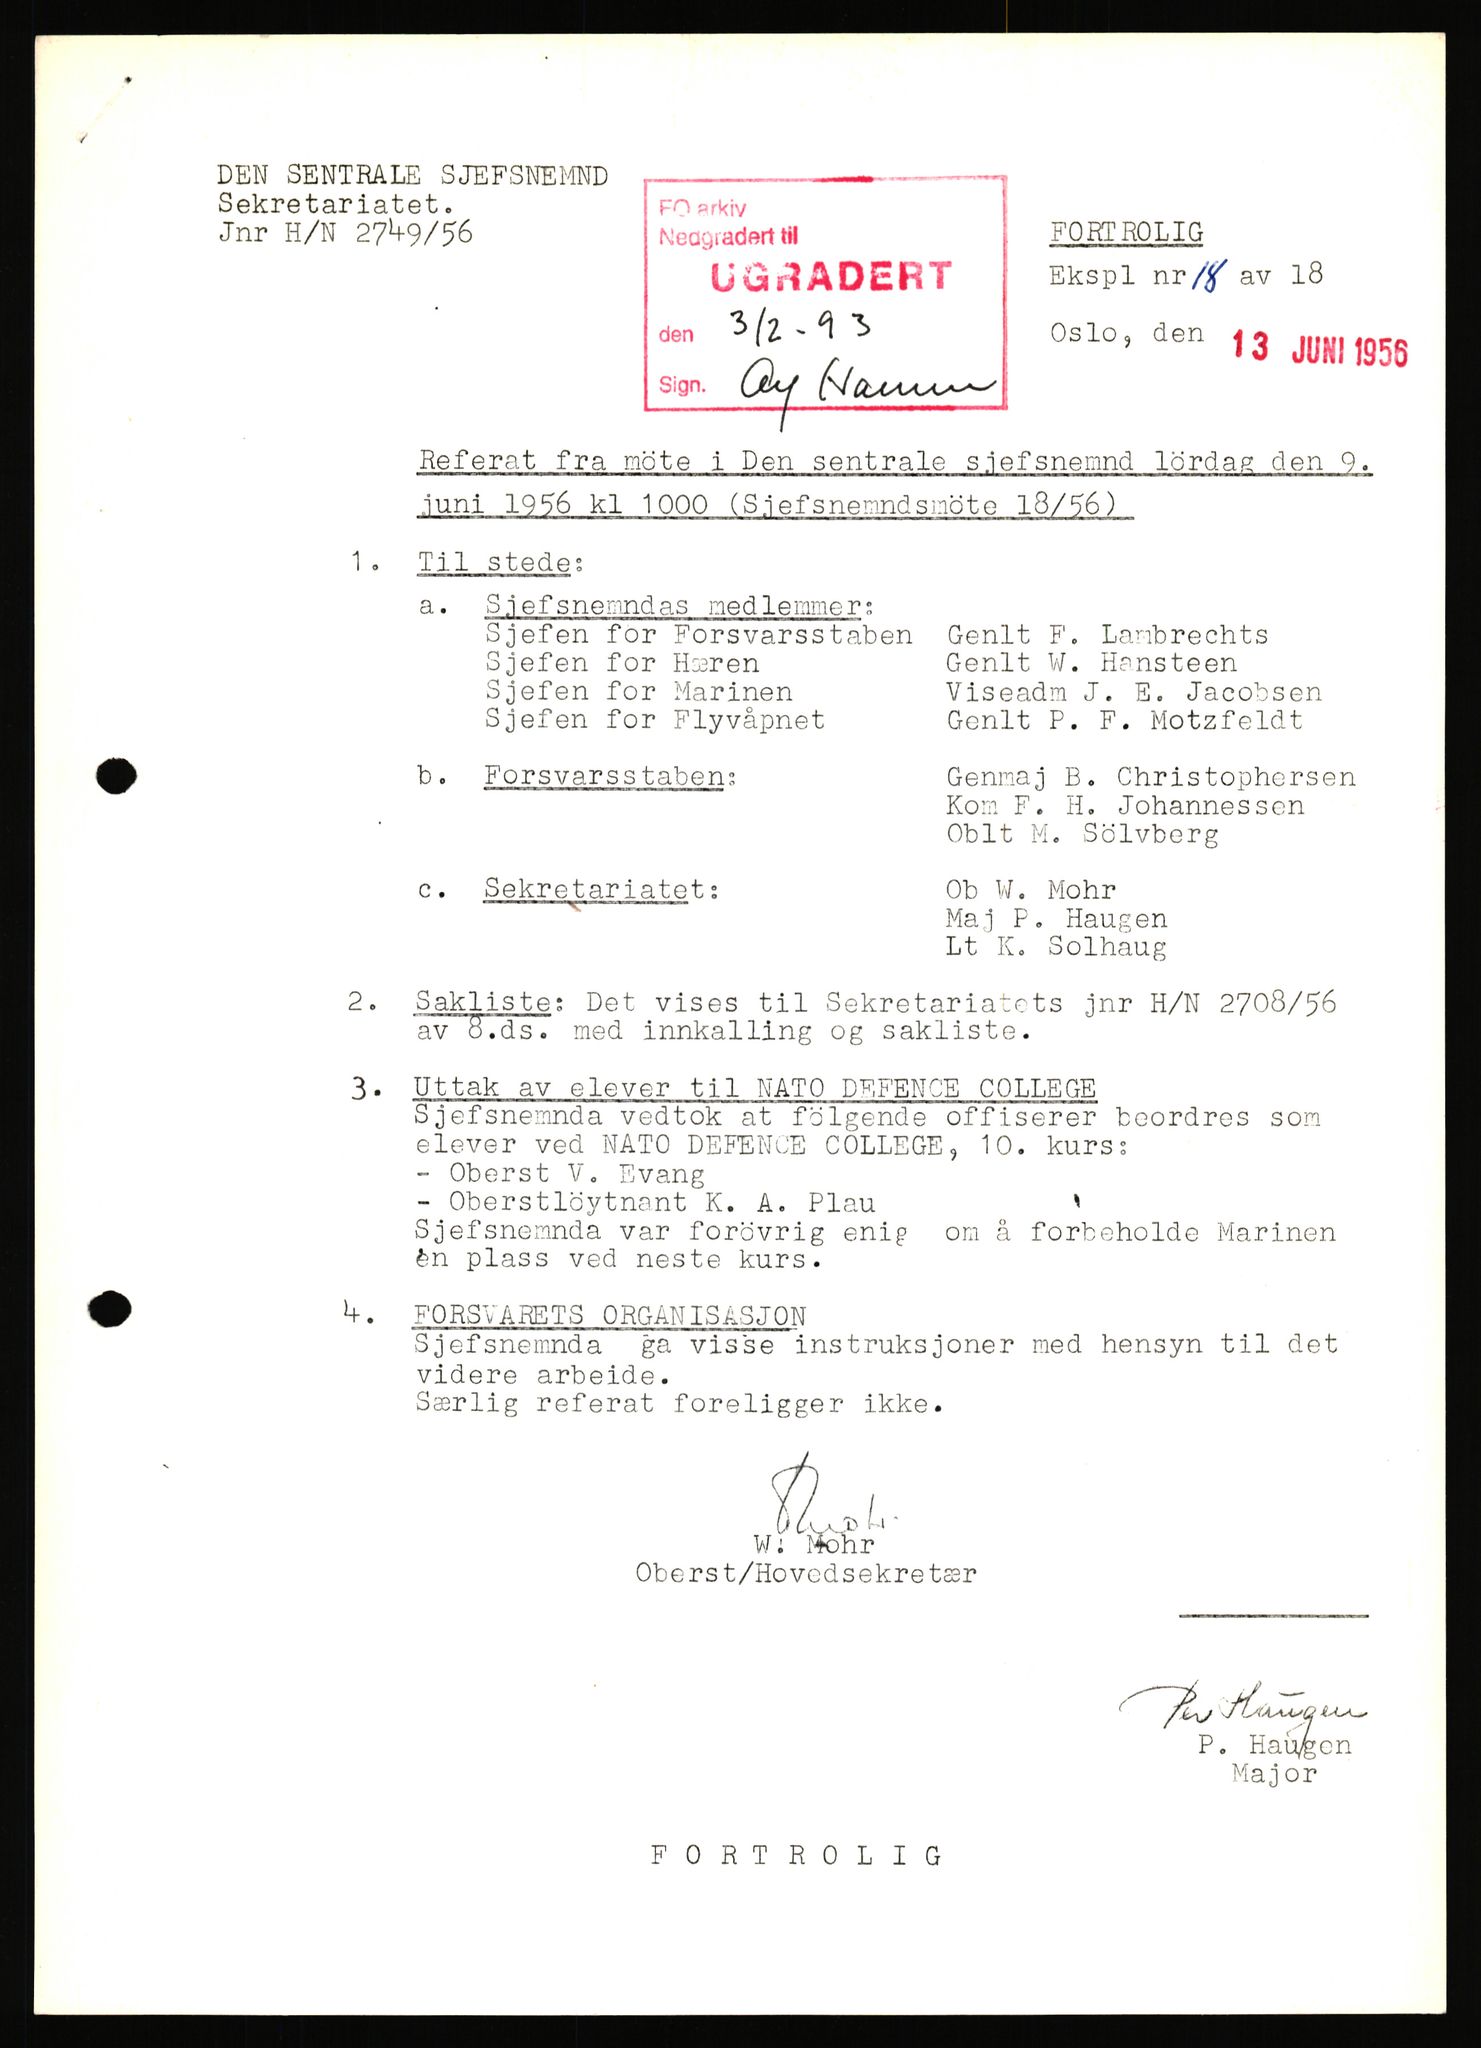 DEN SENTRALE SJEFSNEMND
Sekretariatet.
Jnr H/N 2749/56
FO arkiv
Nedgradert til
UGRADERT
den 3/2-93
Sign.
FORTROLIG
Ekspl nr 18 av 18
Oslo, den 13 JUNI 1956
Referat fra möte i Den sentrale sjefsnemnd lördag den 9.
juni 1956 kl 1000 (Sjefsnemndsmöte 18/56)
1. Til stede:
a. Sjefsnemndas medlemmer:
Sjefen for Forsvarsstaben Genlt F. Lambrechts
Sjefen for Hæren Genlt W. Hansteen
Sjefen for Marinen Viseadm J. E. Jacobsen
Sjefen for Flyvåpnet Genlt P. F. Motzfeldt
b. Forsvarsstaben: Genmaj B. Christophersen
Kom F. H. Johannessen
Oblt M. Sölvberg
c. Sekretariatet: Ob W. Mohr
Maj P. Haugen
Lt K. Solhaug
2. Sakliste: Det vises til Sekretariatets jnr H/N 2708/56
av 8.ds. med innkalling og sakliste.
3. Uttak av elever til NATO DEFENCE COLLEGE
Sjefsnemnda vedtok at fölgende offiserer beordres som
elever ved NATO DEFENCE COLLEGE, 10. kurs:
- Oberst V. Evang
- Oberstlöytnant K. A. Plau
Sjefsnemnda var forövrig enig om å forbeholde Marinen
èn plass ved neste kurs.
4. FORSVARETS ORGANISASJON
Sjefsnemnda ga visse instruksjoner med hensyn til det
videre arbeide.
Særlig referat foreligger ikke.
W. Mohr
Oberst/Hovedsekretær
Per Haugen
P. Haugen
Major
F O R T R O L I G